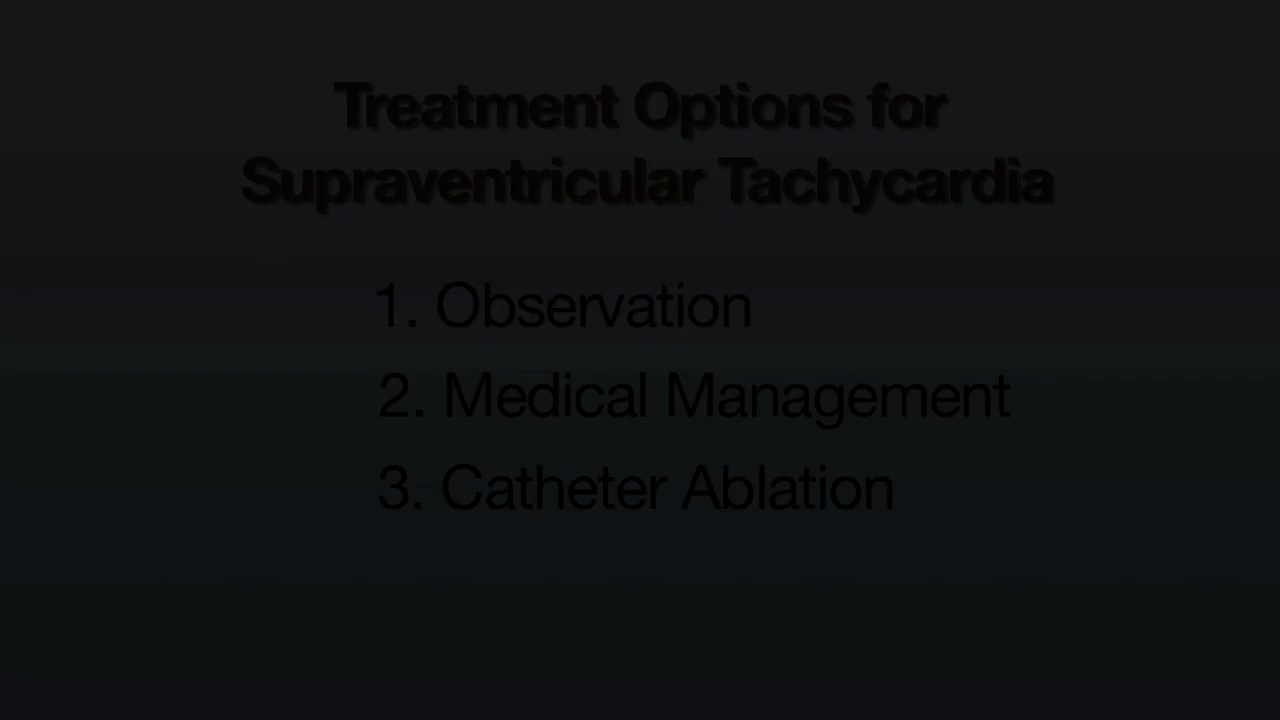 Treatment Options for
Supraventricular Tachycardia
1. Observation
2. Medical Management
3. Catheter Ablation